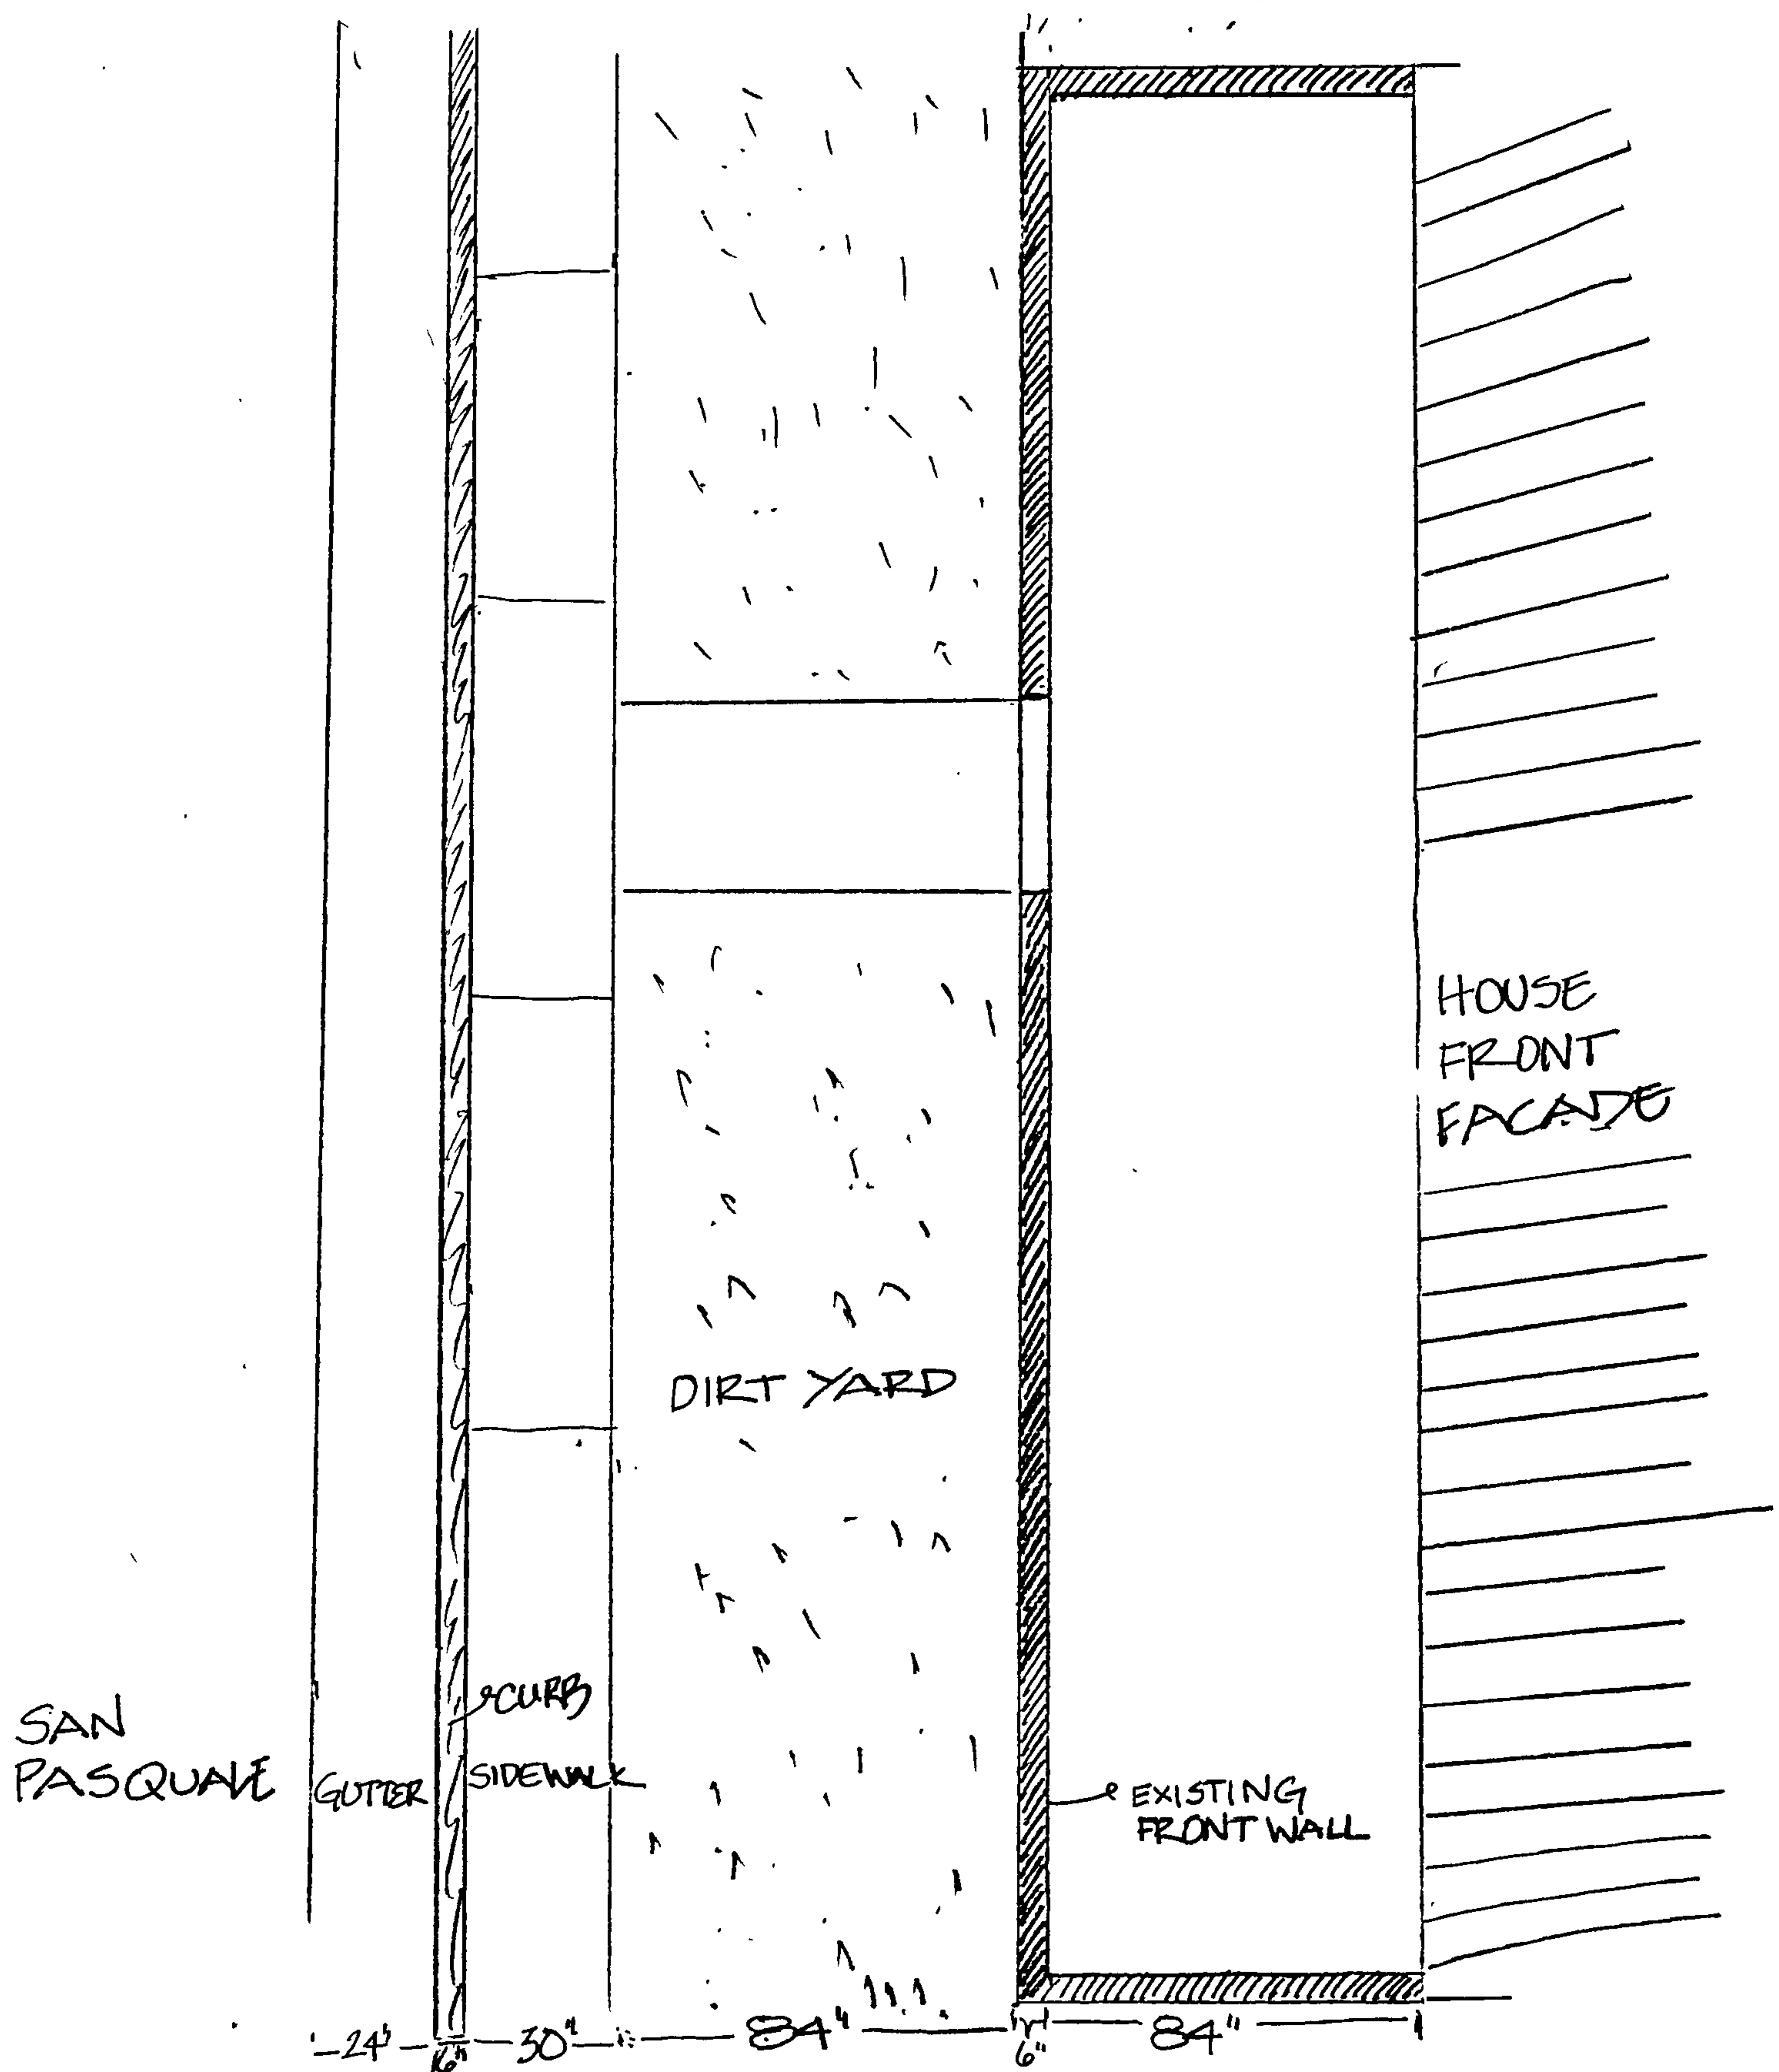 HOUSE
FRONT
FACADE
DIRT YARD
CURB
SAN
PASQUALE
GUTTER
SIDEWALK
EXISTING
FRONT WALL
24" 6" 30" 84" 6" 84"